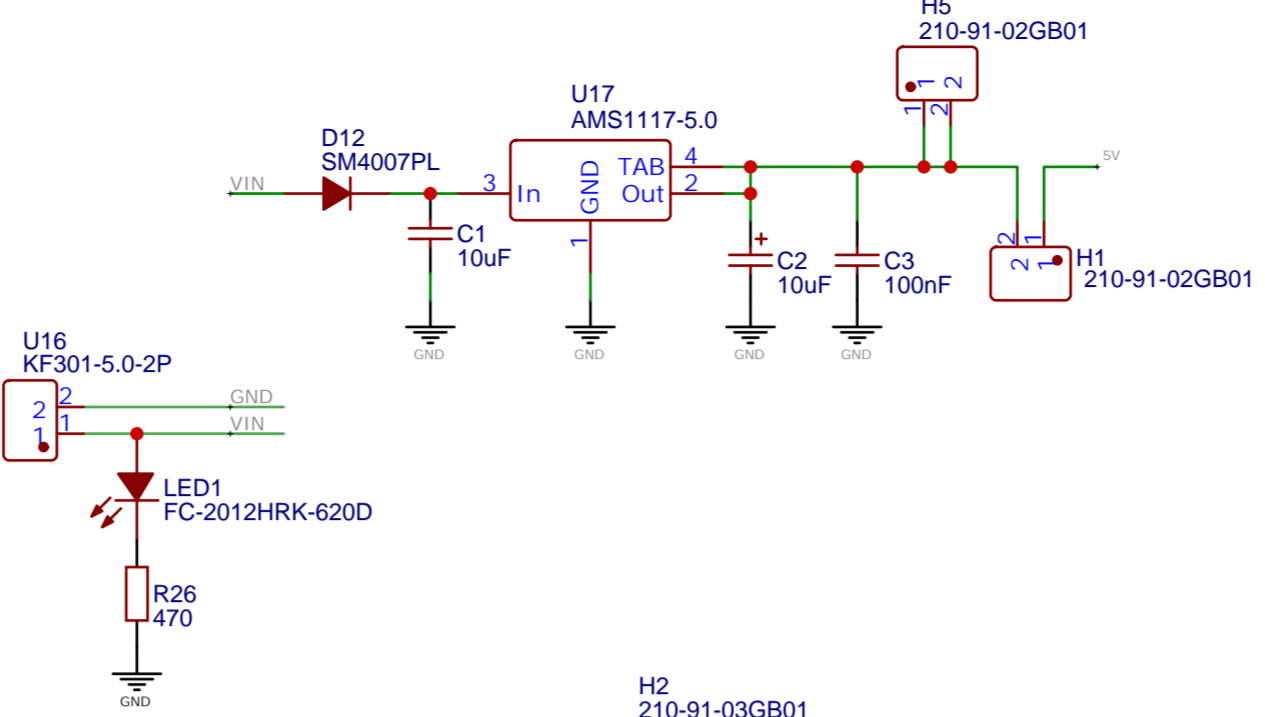 H5
210-91-02GB01
1 2
1 2
U17
AMS1117-5.0
D12
SM4007PL
VIN
3
In
GND
TAB
Out
4
2
1
5V
C1
10uF
C2
10uF
C3
100nF
2 1
2 1
H1
210-91-02GB01
GND
GND
GND
GND
U16
KF301-5.0-2P
2
2
GND
1
1
VIN
LED1
FC-2012HRK-620D
R26
470
GND
H2
210-91-03GB01